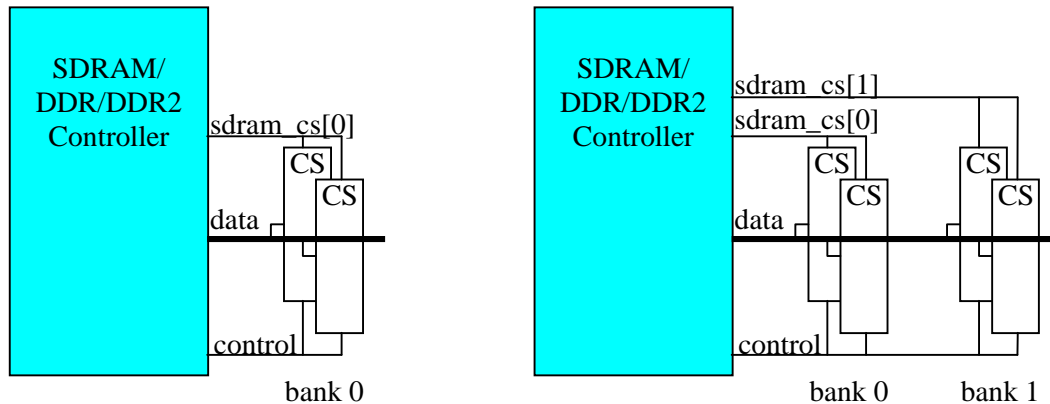 SDRAM/
DDR/DDR2
Controller
sdram_cs[0]
CS
CS
data
control
bank 0
SDRAM/
DDR/DDR2
Controller
sdram_cs[1]
sdram_cs[0]
CS
CS
CS
CS
data
control
bank 0
bank 1